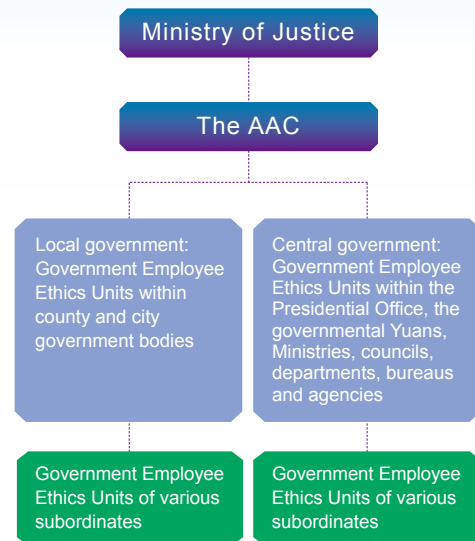 Ministry of Justice
The AAC
Local government:
Government Employee
Ethics Units within
county and city
government bodies
Central government:
Government Employee
Ethics Units within the
Presidential Office, the
governmental Yuans,
Ministries, councils,
departments, bureaus
and agencies
Government Employee
Ethics Units of various
subordinates
Government Employee
Ethics Units of various
subordinates